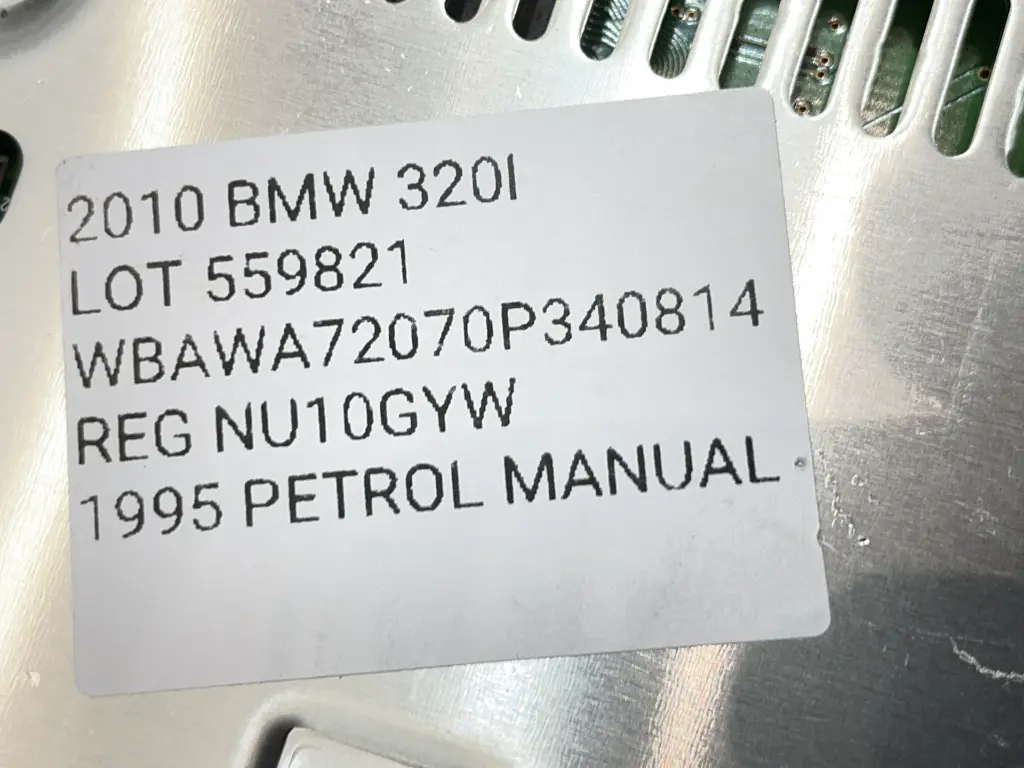 2010 BMW 320I
LOT 559821
WBAWA72070P340814
REG NU10GYW
1995 PETROL MANUAL